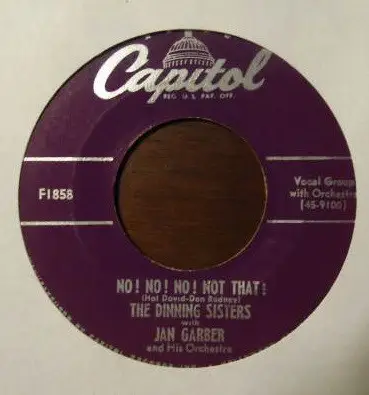 Capitol
REG. U.S. PAT. OFF.
F1858
Vocal Group
with Orchestra
(45-9100)
NO! NO! NO! NOT THAT!
(Hal David-Don Rodney)
THE DINNING SISTERS
with
JAN GARBER
and His Orchestra